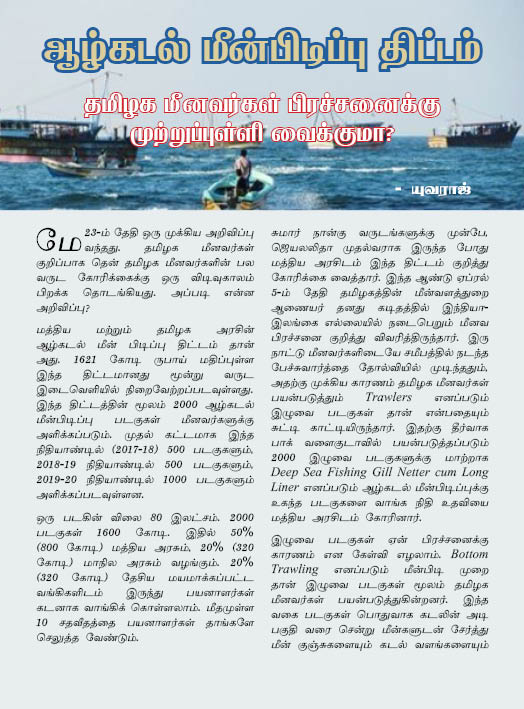 ஆழ்கடல் மீன்பிடிப்பு திட்டம்
தமிழக மீனவர்கள் பிரச்சனைக்கு
முற்றுப்புள்ளி வைக்குமா?
- யுவராஜ்
மே 23-ம் தேதி ஒரு முக்கிய அறிவிப்பு
வந்தது. தமிழக மீனவர்கள்
குறிப்பாக தென் தமிழக மீனவர்களின் பல
வருட கோரிக்கைக்கு ஒரு விடிவுகாலம்
பிறக்க தொடங்கியது. அப்படி என்ன
அறிவிப்பு?
மத்திய மற்றும் தமிழக அரசின்
ஆழ்கடல் மீன் பிடிப்பு திட்டம் தான்
அது. 1621 கோடி ரூபாய் மதிப்புள்ள
இந்த திட்டமானது மூன்று வருட
இடைவெளியில் நிறைவேற்றப்படவுள்ளது.
இந்த திட்டத்தின் மூலம் 2000 ஆழ்கடல்
மீன்பிடிப்பு படகுகள் மீனவர்களுக்கு
அளிக்கப்படும். முதல் கட்டமாக இந்த
நிதியாண்டில் (2017-18) 500 படகுகளும்,
2018-19 நிதியாண்டில் 500 படகுகளும்,
2019-20 நிதியாண்டில் 1000 படகுகளும்
அளிக்கப்படவுள்ளன.
ஒரு படகின் விலை 80 இலட்சம். 2000
படகுகள் 1600 கோடி. இதில் 50%
(800 கோடி) மத்திய அரசும், 20% (320
கோடி) மாநில அரசும் வழங்கும். 20%
(320 கோடி) தேசிய மயமாக்கப்பட்ட
வங்கிகளிடம் இருந்து பயனாளர்கள்
கடனாக வாங்கிக் கொள்ளலாம். மீதமுள்ள
10 சதவீதத்தை பயனாளர்கள் தாங்களே
செலுத்த வேண்டும்.
சுமார் நான்கு வருடங்களுக்கு முன்பே,
ஜெயலலிதா முதல்வராக இருந்த போது
மத்திய அரசிடம் இந்த திட்டம் குறித்து
கோரிக்கை வைத்தார். இந்த ஆண்டு ஏப்ரல்
5-ம் தேதி தமிழகத்தின் மீன்வளத்துறை
ஆணையர் தனது கடிதத்தில் இந்தியா-
இலங்கை எல்லையில் நடைபெறும் மீனவ
பிரச்சனை குறித்து விவரித்திருந்தார். இரு
நாட்டு மீனவர்களிடையே சமீபத்தில் நடந்த
பேச்சுவார்த்தை தோல்வியில் முடிந்ததும்,
அதற்கு முக்கிய காரணம் தமிழக மீனவர்கள்
பயன்படுத்தும் Trawlers எனப்படும்
இழுவை படகுகள் தான் என்பதையும்
சுட்டி காட்டியிருந்தார். இதற்கு தீர்வாக
பாக் வளைகுடாவில் பயன்படுத்தப்படும்
2000 இழுவை படகுகளுக்கு மாற்றாக
Deep Sea Fishing Gill Netter cum Long
Liner எனப்படும் ஆழ்கடல் மீன்பிடிப்புக்கு
உகந்த படகுகளை வாங்க நிதி உதவியை
மத்திய அரசிடம் கோரினார்.
இழுவை படகுகள் ஏன் பிரச்சனைக்கு
காரணம் என கேள்வி எழலாம். Bottom
Trawling எனப்படும் மீன்பிடி முறை
தான் இழுவை படகுகள் மூலம் தமிழக
மீனவர்கள் பயன்படுத்துகின்றனர். இந்த
வகை படகுகள் பொதுவாக கடலின் அடி
பகுதி வரை சென்று மீன்களுடன் சேர்த்து
மீன் குஞ்சுகளையும் கடல் வளங்களையும்